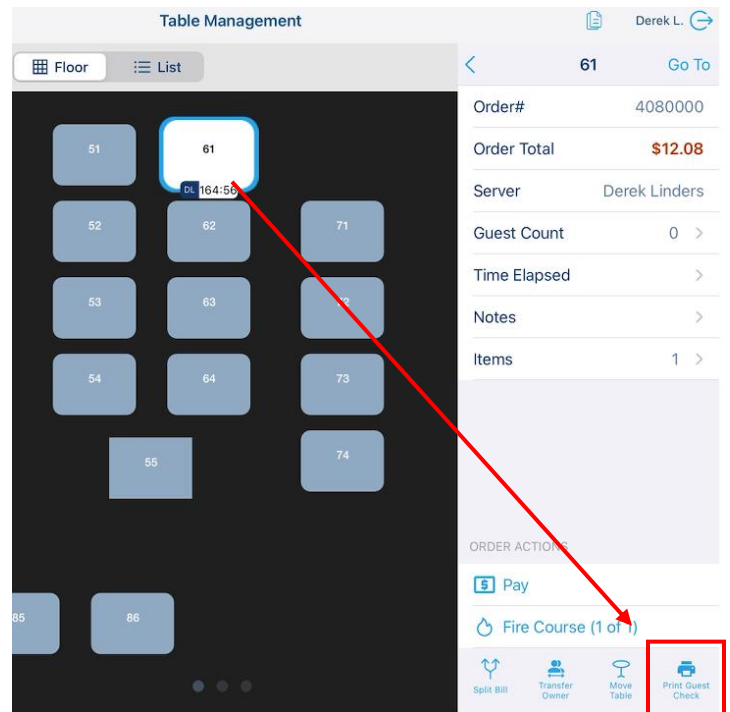 Table Management
Derek L.
Floor
List
61
Go To
51
61
DL 164:56
52
62
71
53
63
72
54
64
73
55
74
85
86
Order# 4080000
Order Total $12.08
Server Derek Linders
Guest Count 0
Time Elapsed
Notes
Items 1
ORDER ACTIONS
Pay
Fire Course (1 of 1)
Split Bill
Transfer
Owner
Move
Table
Print Guest
Check